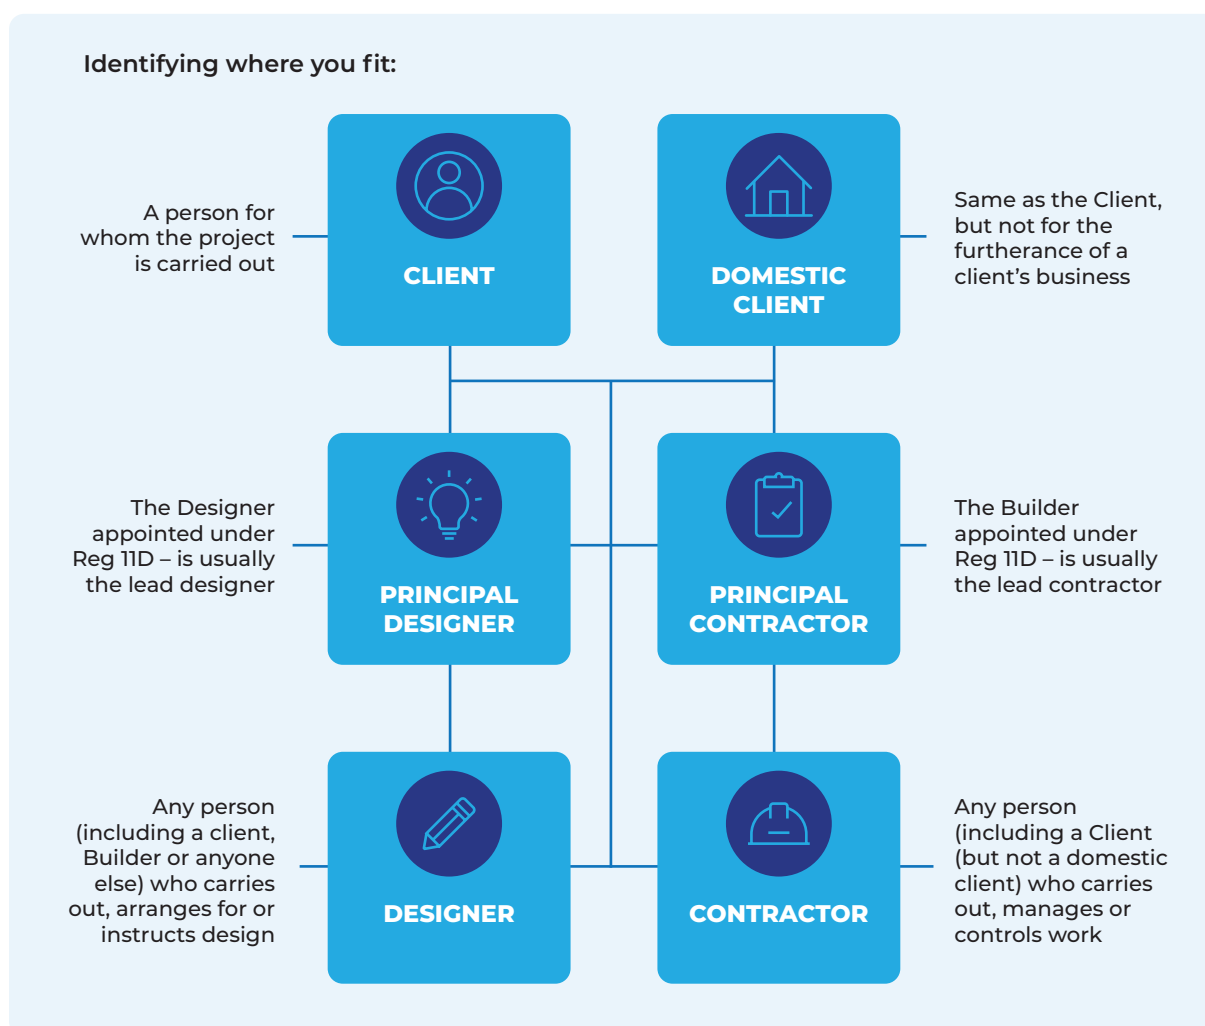 Identifying where you fit:
A person for
whom the project
is carried out
CLIENT
DOMESTIC
CLIENT
Same as the Client,
but not for the
furtherance of a
client’s business
The Designer
appointed under
Reg 11D – is usually
the lead designer
PRINCIPAL
DESIGNER
PRINCIPAL
CONTRACTOR
The Builder
appointed under
Reg 11D – is usually
the lead contractor
Any person
(including a client,
Builder or anyone
else) who carries
out, arranges for or
instructs design
DESIGNER
CONTRACTOR
Any person
(including a Client
(but not a domestic
client) who carries
out, manages or
controls work